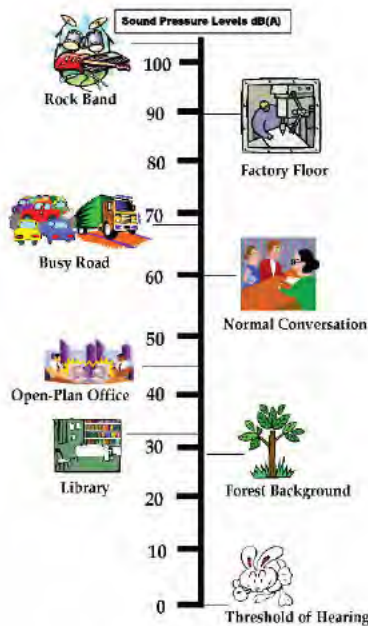 Sound Pressure Levels dB(A)
100
Rock Band
90
Factory Floor
80
70
Busy Road
60
Normal Conversation
50
Open-Plan Office
40
30
Library
Forest Background
20
10
0
Threshold of Hearing